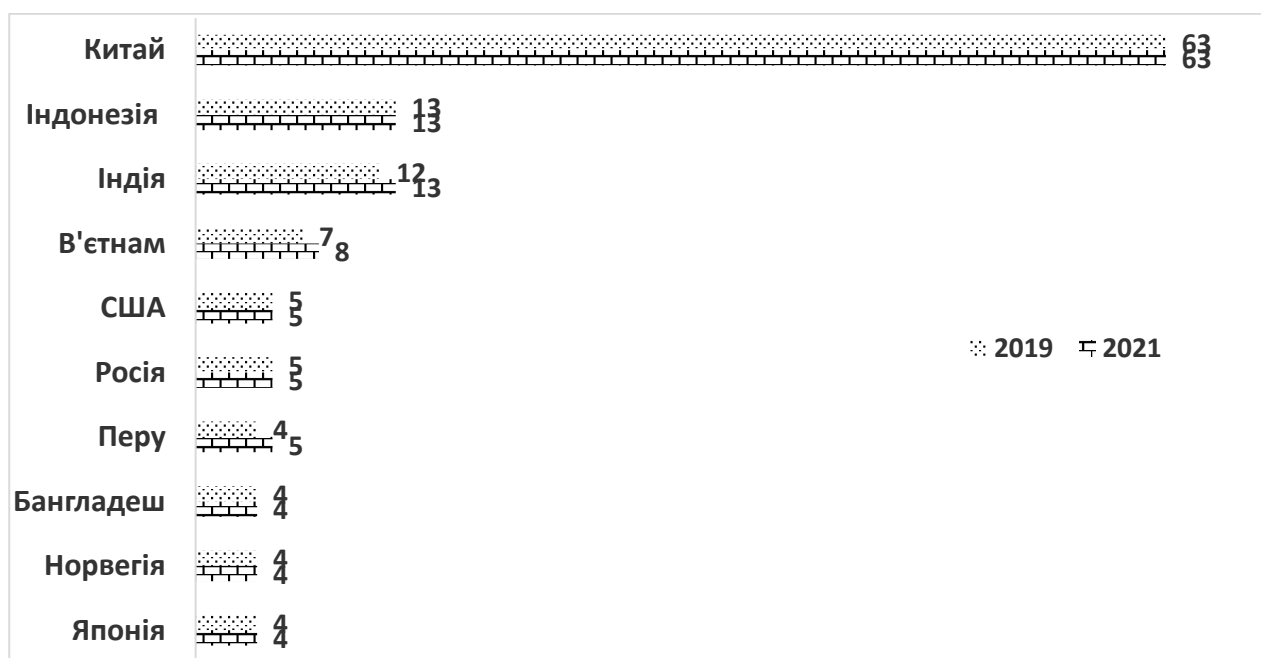 Китай 63
63
Індонезія 13
13
Індія 12
13
В'єтнам 7
8
США 5
5
2019 2021
Росія 5
5
Перу 4
5
Бангладеш 4
4
Норвегія 4
4
Японія 4
4